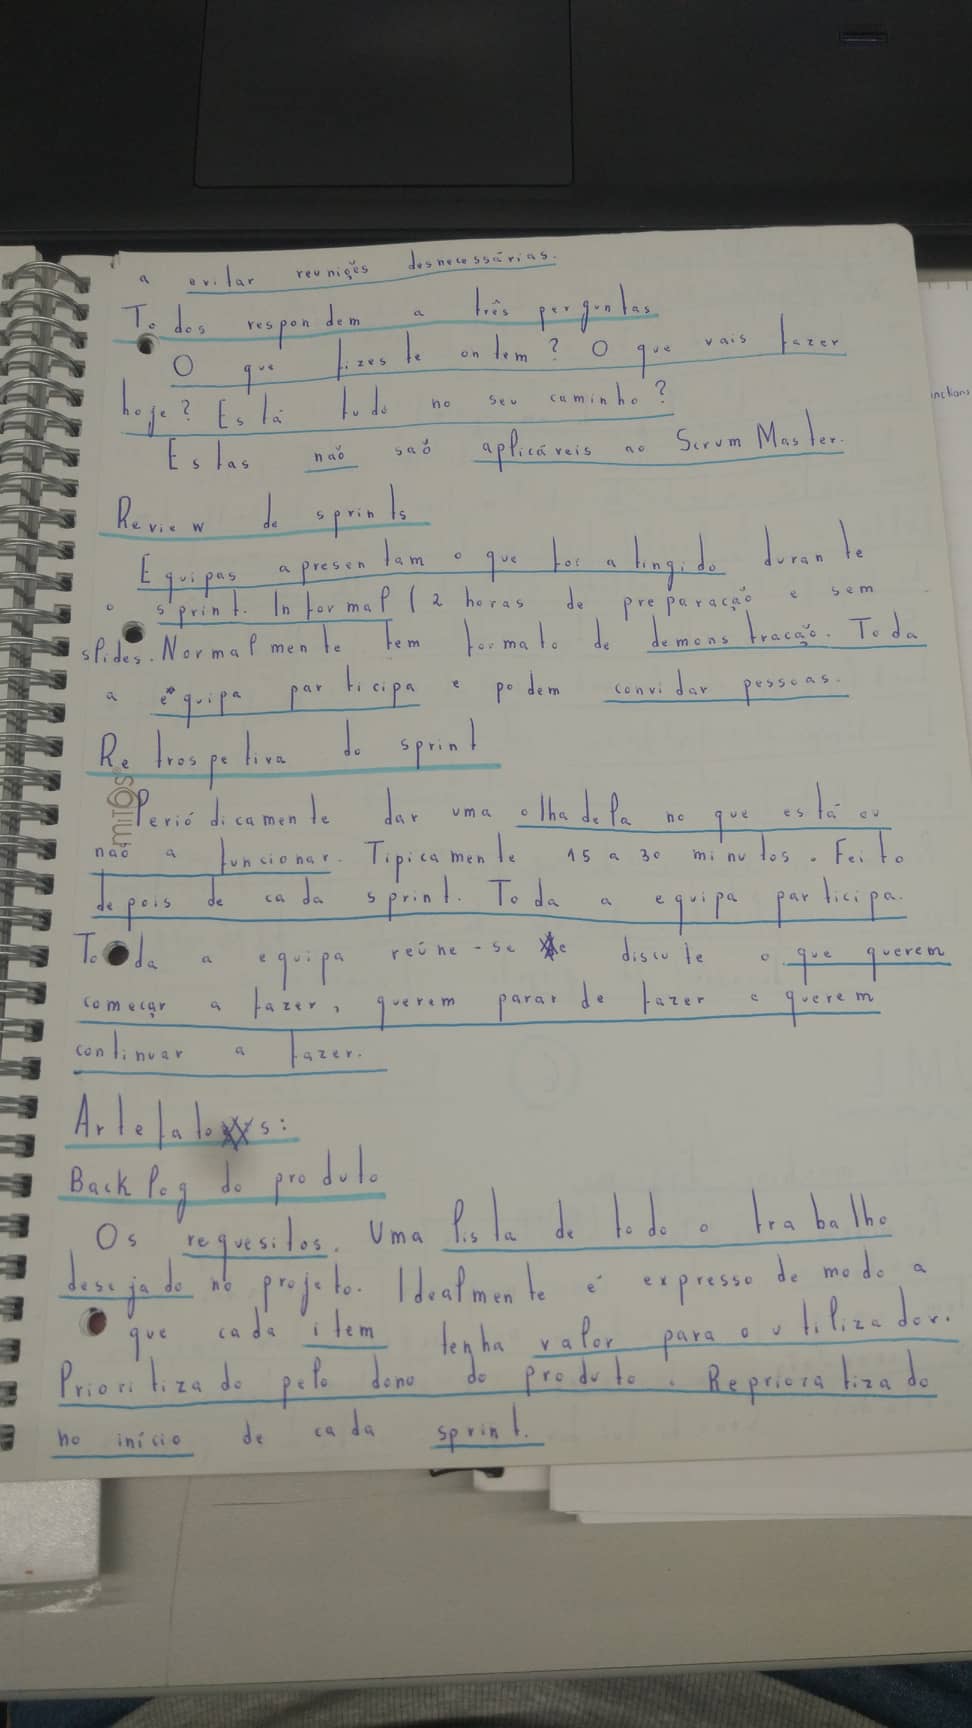 a evitar reuniões desnecessárias.
Todos respondem a três perguntas
O que fizeste ontem? O que vais fazer
hoje? Está tudo no seu caminho?
Estas não são aplicáveis ao Scrum Master.
Review de sprints
Equipas apresentam o que foi atingido durante
o sprint. Informal (2 horas de preparação e sem
slides. Normalmente tem formato de demonstração. Toda
a equipa participa e podem convidar pessoas.
Retrospetiva do sprint
Periódicamente dar uma olhadela no que está ou
não a funcionar. Tipicamente 15 a 30 minutos. Feito
depois de cada sprint. Toda a equipa participa.
Toda a equipa reúne-se e discute o que querem
começar a fazer, querem parar de fazer e querem
continuar a fazer.
Artefatos:
Backlog do produto
Os requesitos. Uma lista de todo o trabalho
desejado no projeto. Idealmente é expresso de modo a
que cada item tenha valor para o utilizador.
Prioritizado pelo dono do produto. Reprioratizado
no início de cada sprint.
miTOs
nctions